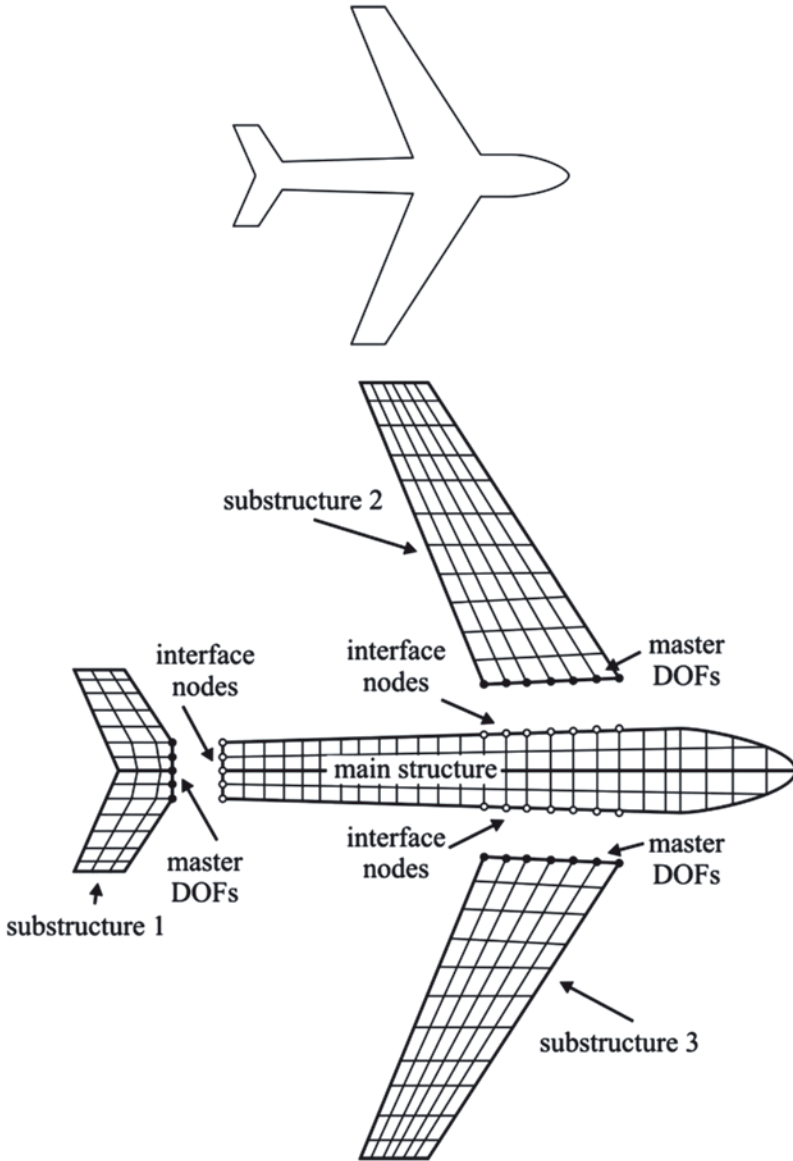 substructure 2
interface
nodes
interface
nodes
master
DOFs
main structure
master
DOFs
interface
nodes
master
DOFs
substructure 1
substructure 3